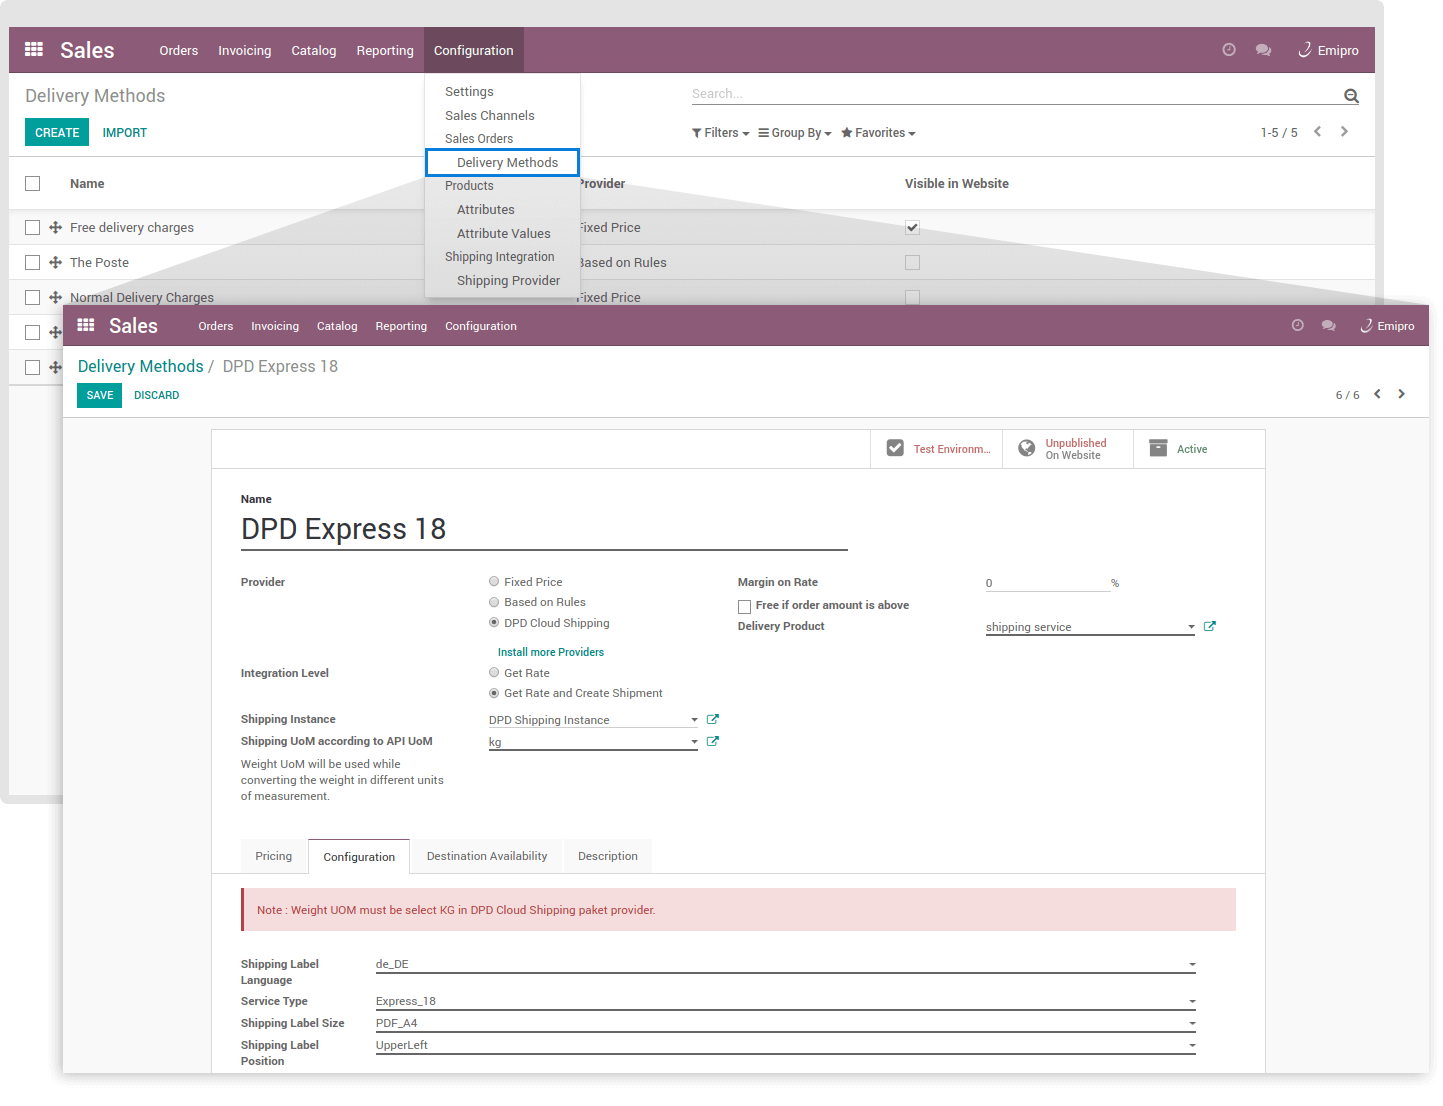 Sales Orders Invoicing Catalog Reporting Configuration Emipro
Delivery Methods
Search...
CREATE IMPORT
Filters Group By Favorites 1-5 / 5
Settings
Sales Channels
Sales Orders
Delivery Methods
Products
Attributes
Attribute Values
Shipping Integration
Shipping Provider
Name Provider Visible in Website
Free delivery charges Fixed Price
The Poste Based on Rules
Normal Delivery Charges Fixed Price
Sales Orders Invoicing Catalog Reporting Configuration Emipro
Delivery Methods / DPD Express 18
SAVE DISCARD 6 / 6
Test Environm...
Unpublished
On Website
Active
Name
DPD Express 18
Provider
Fixed Price
Based on Rules
DPD Cloud Shipping
Install more Providers
Integration Level
Get Rate
Get Rate and Create Shipment
Shipping Instance DPD Shipping Instance
Shipping UoM according to API UoM kg
Weight UoM will be used while
converting the weight in different units
of measurement.
Margin on Rate 0 %
Free if order amount is above
Delivery Product shipping service
Pricing Configuration Destination Availability Description
Note : Weight UOM must be select KG in DPD Cloud Shipping paket provider.
Shipping Label
Language
de_DE
Service Type Express_18
Shipping Label Size PDF_A4
Shipping Label
Position
UpperLeft